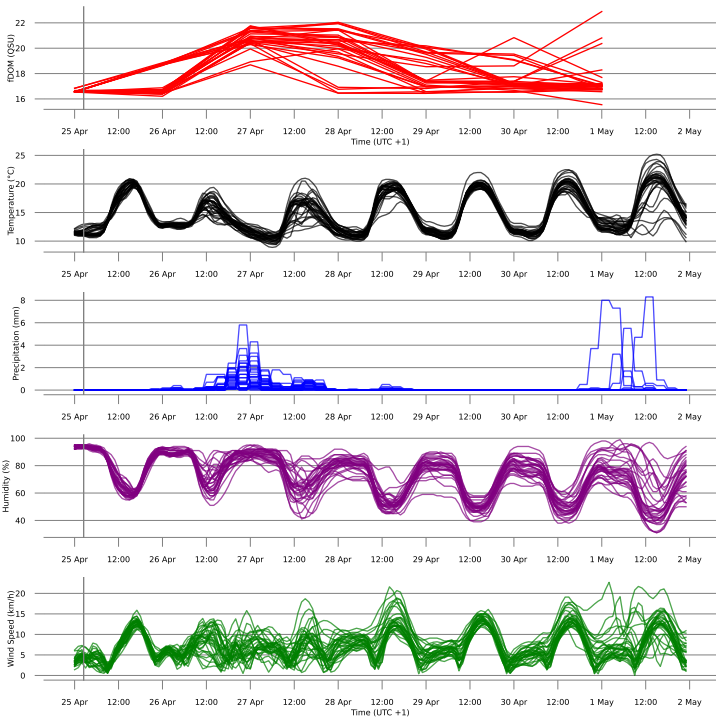 22
20
18
16
fDOM (QSU)
25 Apr 12:00 26 Apr 12:00 27 Apr 12:00 28 Apr 12:00 29 Apr 12:00 30 Apr 12:00 1 May 12:00 2 May
Time (UTC +1)
25
20
15
10
Temperature (°C)
25 Apr 12:00 26 Apr 12:00 27 Apr 12:00 28 Apr 12:00 29 Apr 12:00 30 Apr 12:00 1 May 12:00 2 May
8
6
4
2
0
Precipitation (mm)
25 Apr 12:00 26 Apr 12:00 27 Apr 12:00 28 Apr 12:00 29 Apr 12:00 30 Apr 12:00 1 May 12:00 2 May
100
80
60
40
Humidity (%)
25 Apr 12:00 26 Apr 12:00 27 Apr 12:00 28 Apr 12:00 29 Apr 12:00 30 Apr 12:00 1 May 12:00 2 May
20
15
10
5
0
Wind Speed (km/h)
25 Apr 12:00 26 Apr 12:00 27 Apr 12:00 28 Apr 12:00 29 Apr 12:00 30 Apr 12:00 1 May 12:00 2 May
Time (UTC +1)